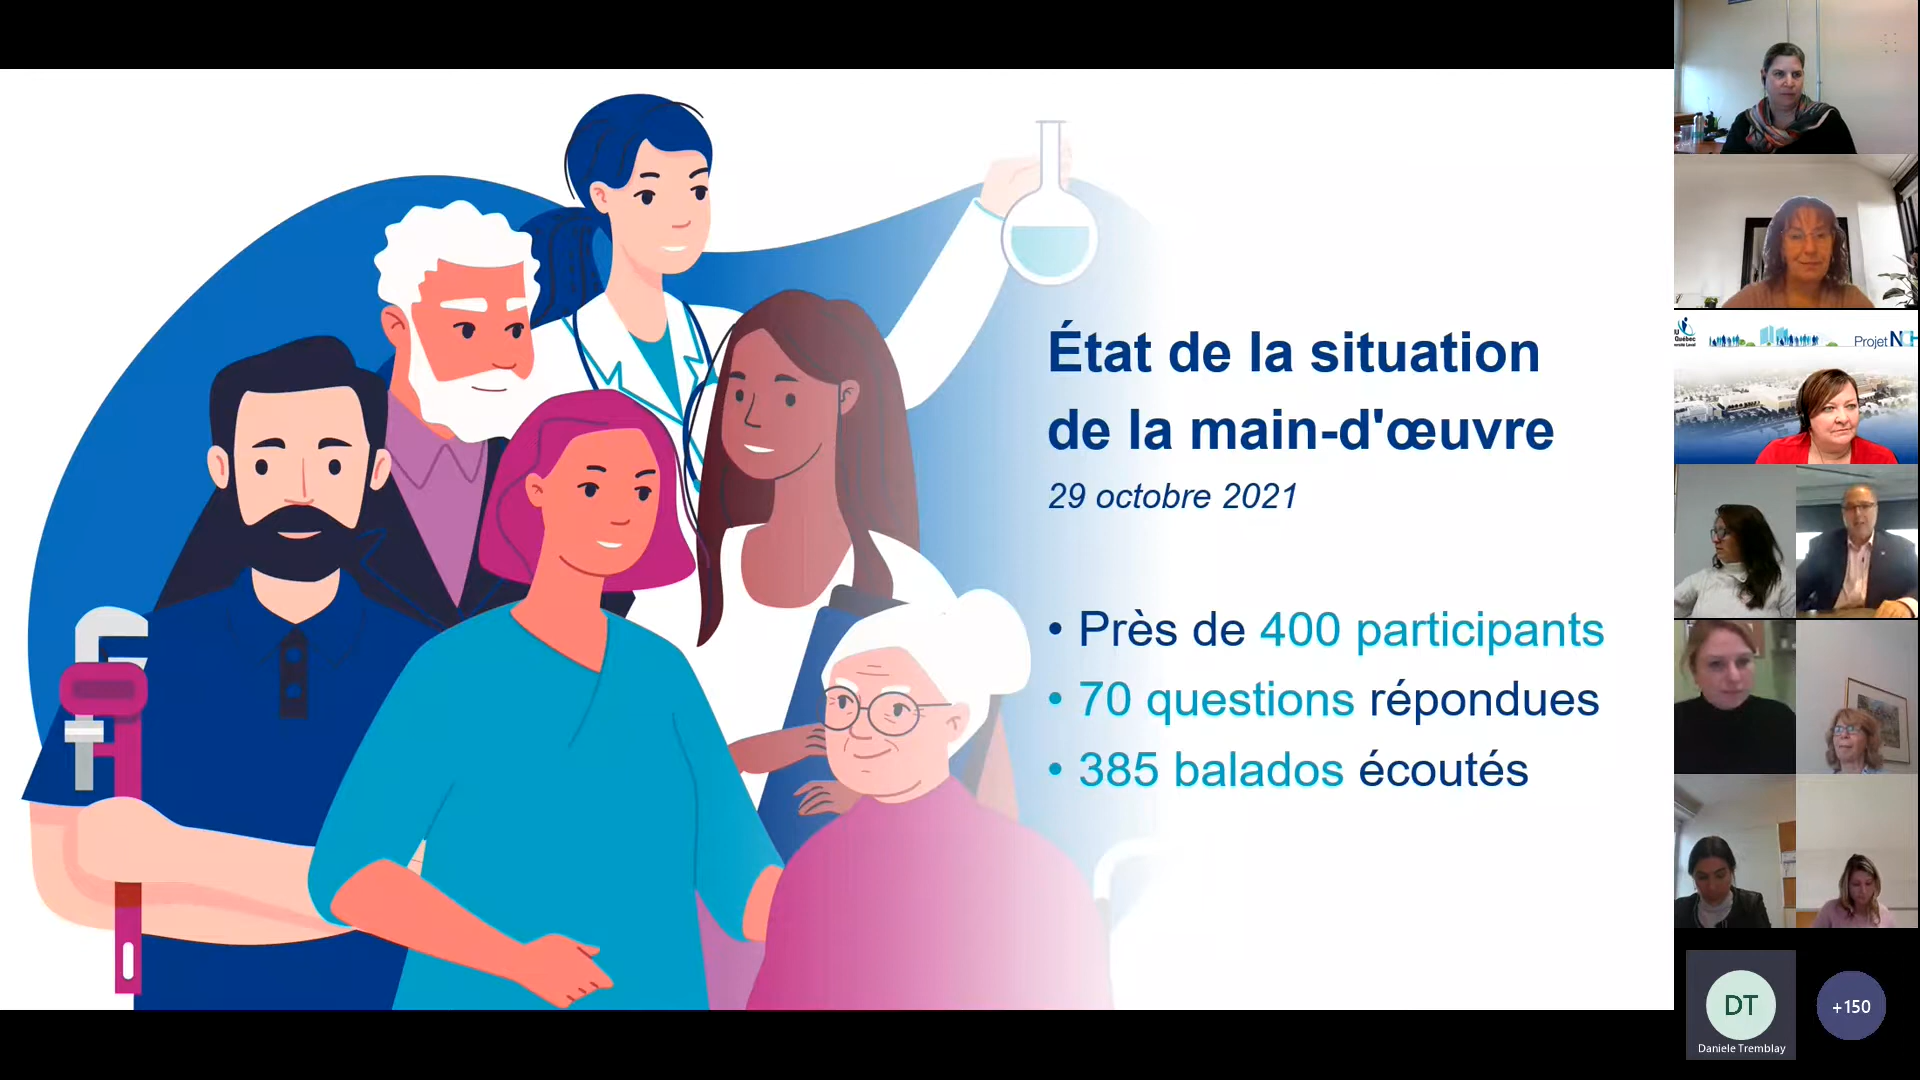 État de la situation
de la main-d'œuvre
29 octobre 2021
• Près de 400 participants
• 70 questions répondues
• 385 balados écoutés
Québec
Projet
DT
Daniele Tremblay
+150